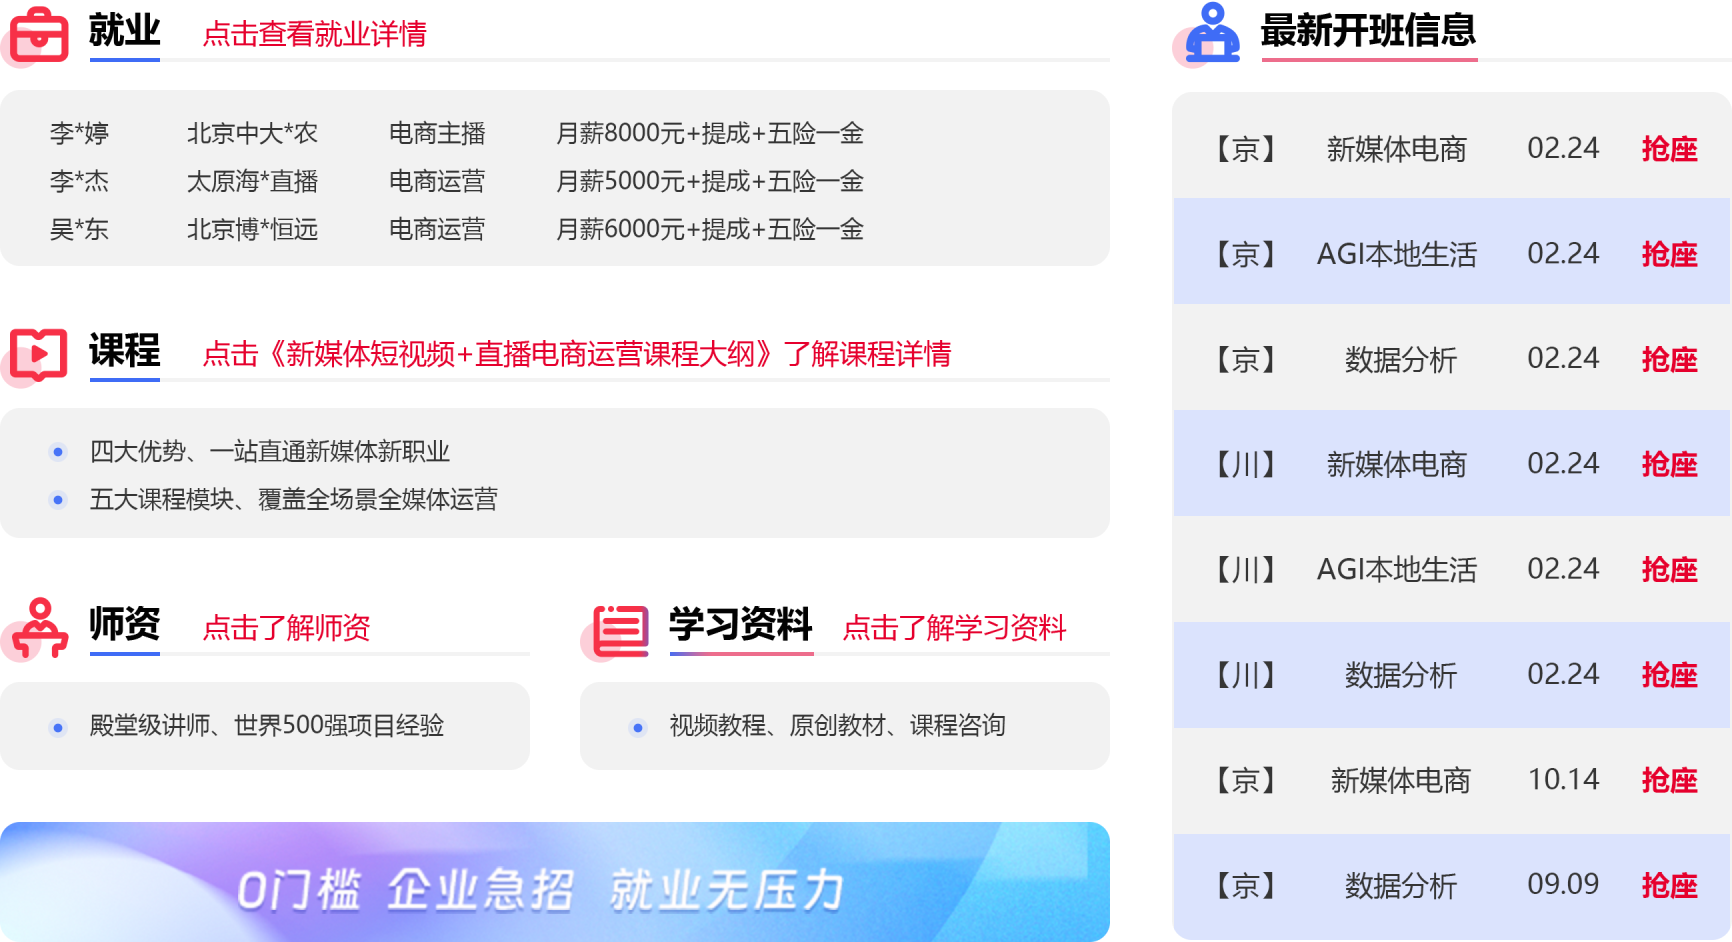 就业 点击查看就业详情
李*婷 北京中大*农 电商主播 月薪8000元+提成+五险一金
李*杰 太原海*直播 电商运营 月薪5000元+提成+五险一金
吴*东 北京博*恒远 电商运营 月薪6000元+提成+五险一金
课程 点击《新媒体短视频+直播电商运营课程大纲》了解课程详情
四大优势、一站直通新媒体新职业
五大课程模块、覆盖全场景全媒体运营
师资 点击了解师资
殿堂级讲师、世界500强项目经验
学习资料 点击了解学习资料
视频教程、原创教材、课程咨询
0门槛 企业急招 就业无压力
最新开班信息
【京】 新媒体电商 02.24 抢座
【京】 AGI本地生活 02.24 抢座
【京】 数据分析 02.24 抢座
【川】 新媒体电商 02.24 抢座
【川】 AGI本地生活 02.24 抢座
【川】 数据分析 02.24 抢座
【京】 新媒体电商 10.14 抢座
【京】 数据分析 09.09 抢座